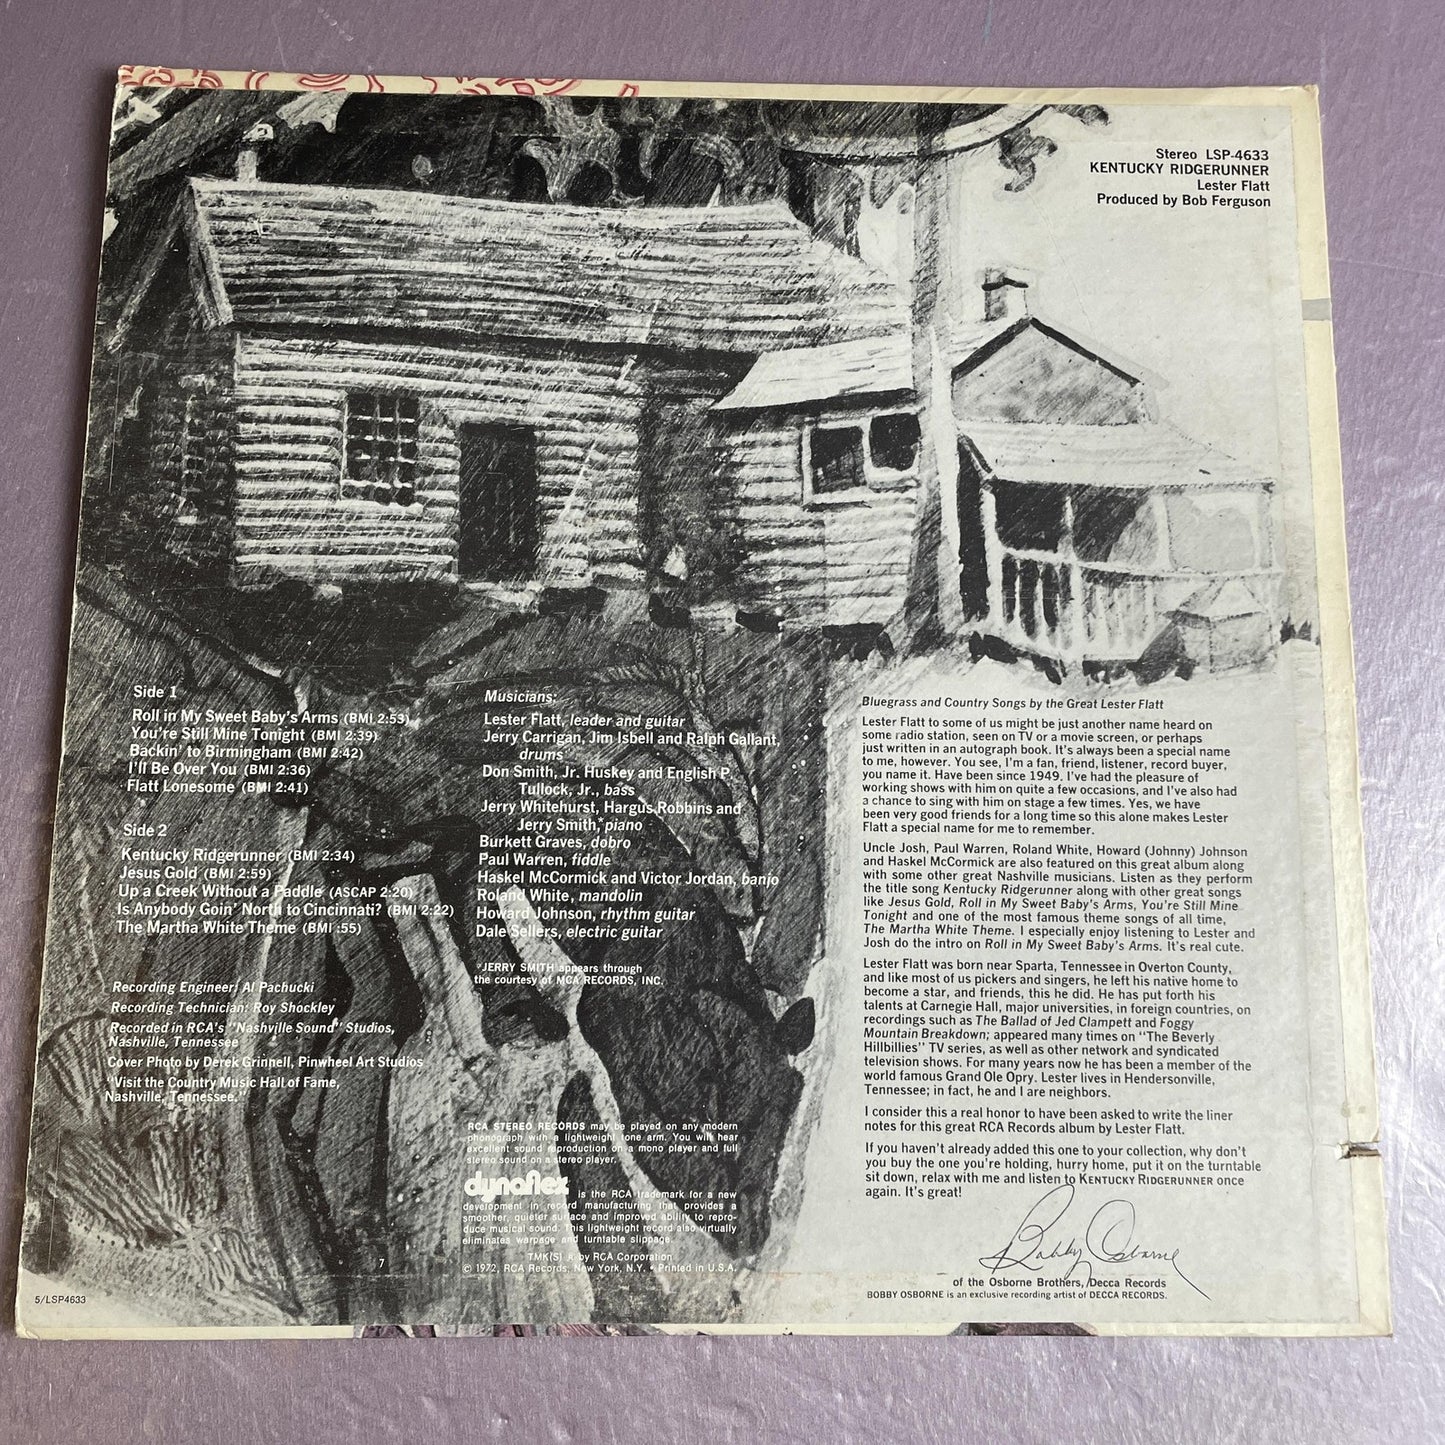 Stereo LSP-4633
KENTUCKY RIDGERUNNER
Lester Flatt
Produced by Bob Ferguson
Side 1
Roll in My Sweet Baby's Arms (BMI 2:53)
You're Still Mine Tonight (BMI 2:39)
Backin' to Birmingham (BMI 2:42)
I'll Be Over You (BMI 2:36)
Flatt Lonesome (BMI 2:41)
Side 2
Kentucky Ridgerunner (BMI 2:34)
Jesus Gold (BMI 2:59)
Up a Creek Without a Paddle (ASCAP 2:20)
Is Anybody Goin' North to Cincinnati? (BMI 2:22)
The Martha White Theme (BMI :55)
Recording Engineer: Al Pachucki
Recording Technician: Roy Shockley
Recorded in RCA's "Nashville Sound" Studios,
Nashville, Tennessee
Cover Photo by Derek Grinnell, Pinwheel Art Studios
"Visit the Country Music Hall of Fame,
Nashville, Tennessee."
7
5/LSP4633
Musicians:
Lester Flatt, leader and guitar
Jerry Carrigan, Jim Isbell and Ralph Gallant,
drums
Don Smith, Jr. Huskey and English P.
Tullock, Jr., bass
Jerry Whitehurst, Hargus Robbins and
Jerry Smith,* piano
Burkett Graves, dobro
Paul Warren, fiddle
Haskel McCormick and Victor Jordan, banjo
Roland White, mandolin
Howard Johnson, rhythm guitar
Dale Sellers, electric guitar
*JERRY SMITH appears through
the courtesy of MCA RECORDS, INC.
RCA STEREO RECORDS may be played on any modern
phonograph with a lightweight tone arm. You will hear
excellent sound reproduction on a mono player and full
stereo sound on a stereo player.
dynaflex is the RCA trademark for a new
development in record manufacturing that provides a
smoother, quieter surface and improved ability to repro-
duce musical sound. This lightweight record also virtually
eliminates warpage and turntable slippage.
TMK(S) ® by RCA Corporation
© 1972, RCA Records, New York, N.Y. • Printed in U.S.A.
Bluegrass and Country Songs by the Great Lester Flatt
Lester Flatt to some of us might be just another name heard on
some radio station, seen on TV or a movie screen, or perhaps
just written in an autograph book. It's always been a special name
to me, however. You see, I'm a fan, friend, listener, record buyer,
you name it. Have been since 1949. I've had the pleasure of
working shows with him on quite a few occasions, and I've also had
a chance to sing with him on stage a few times. Yes, we have
been very good friends for a long time so this alone makes Lester
Flatt a special name for me to remember.
Uncle Josh, Paul Warren, Roland White, Howard (Johnny) Johnson
and Haskel McCormick are also featured on this great album along
with some other great Nashville musicians. Listen as they perform
the title song Kentucky Ridgerunner along with other great songs
like Jesus Gold, Roll in My Sweet Baby's Arms, You're Still Mine
Tonight and one of the most famous theme songs of all time,
The Martha White Theme. I especially enjoy listening to Lester and
Josh do the intro on Roll in My Sweet Baby's Arms. It's real cute.
Lester Flatt was born near Sparta, Tennessee in Overton County,
and like most of us pickers and singers, he left his native home to
become a star, and friends, this he did. He has put forth his
talents at Carnegie Hall, major universities, in foreign countries, on
recordings such as The Ballad of Jed Clampett and Foggy
Mountain Breakdown; appeared many times on "The Beverly
Hillbillies" TV series, as well as other network and syndicated
television shows. For many years now he has been a member of the
world famous Grand Ole Opry. Lester lives in Hendersonville,
Tennessee; in fact, he and I are neighbors.
I consider this a real honor to have been asked to write the liner
notes for this great RCA Records album by Lester Flatt.
If you haven't already added this one to your collection, why don't
you buy the one you're holding, hurry home, put it on the turntable
sit down, relax with me and listen to KENTUCKY RIDGERUNNER once
again. It's great!
Bobby Osborne
of the Osborne Brothers, Decca Records
BOBBY OSBORNE is an exclusive recording artist of DECCA RECORDS.